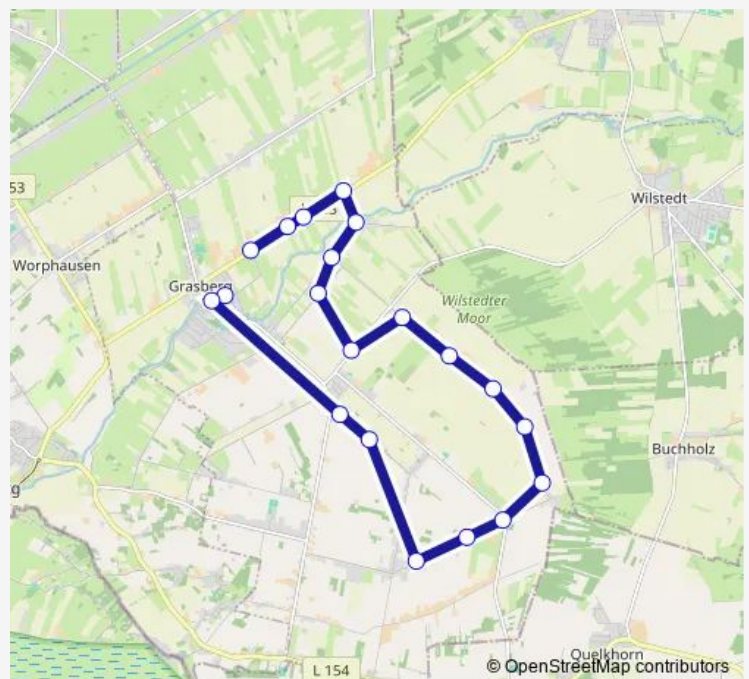 53
Wilstedt
Worphausen
Grasberg
Wilstedter
Moor
Buchholz
Quelkhorn
L 154
© OpenStreetMap contributors